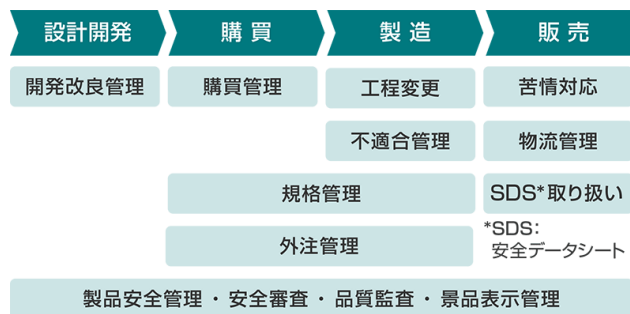 設計開発 購買 製造 販売
開発改良管理 購買管理 工程変更 苦情対応
不適合管理 物流管理
規格管理 SDS*取り扱い
外注管理 *SDS：
安全データシート
製品安全管理 ・ 安全審査 ・ 品質監査 ・ 景品表示管理